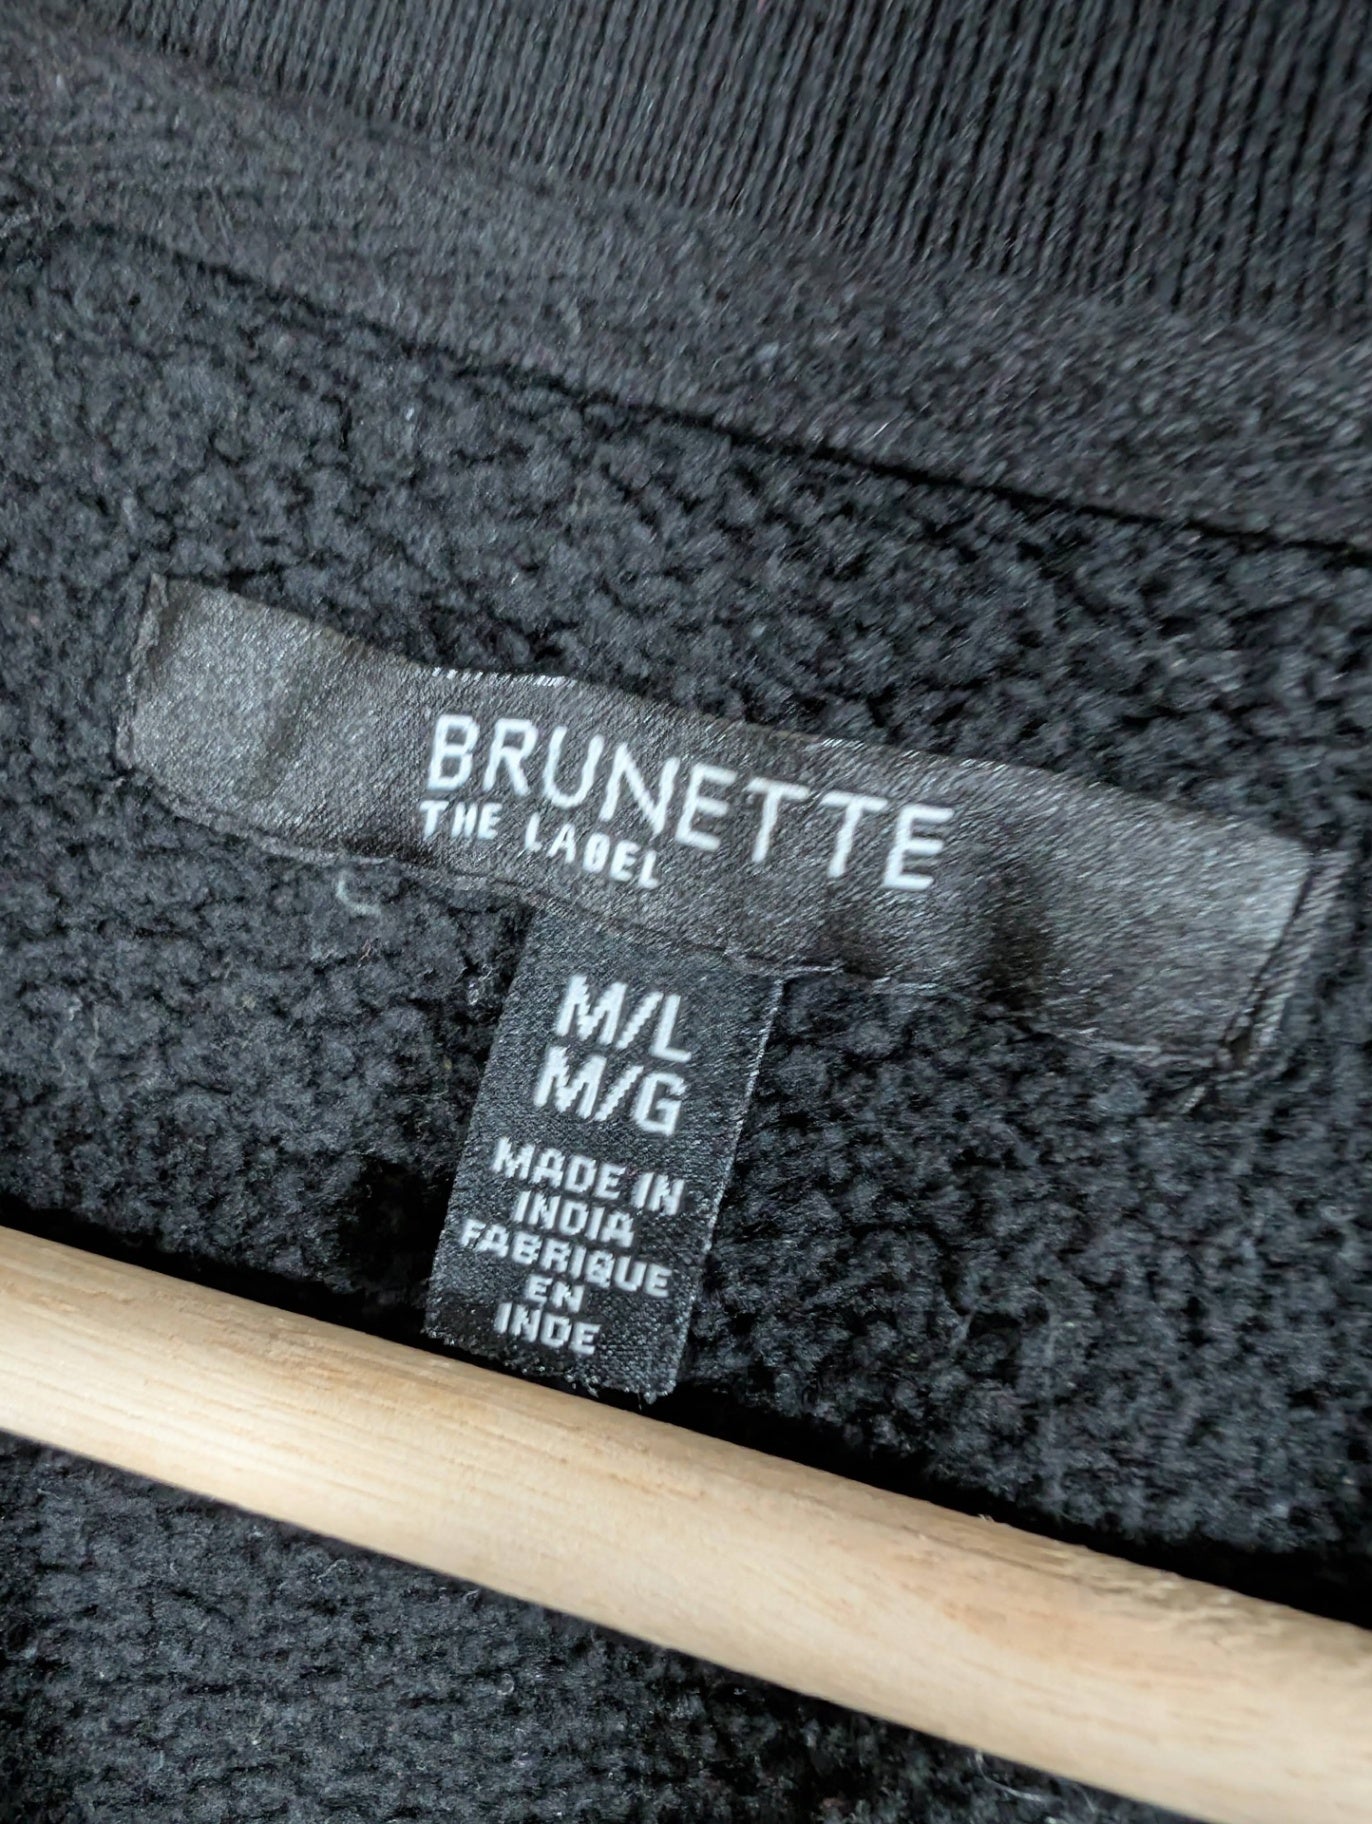 BRUNETTE
THE LABEL
M/L
M/G
MADE IN
INDIA
FABRIQUE
EN
INDE